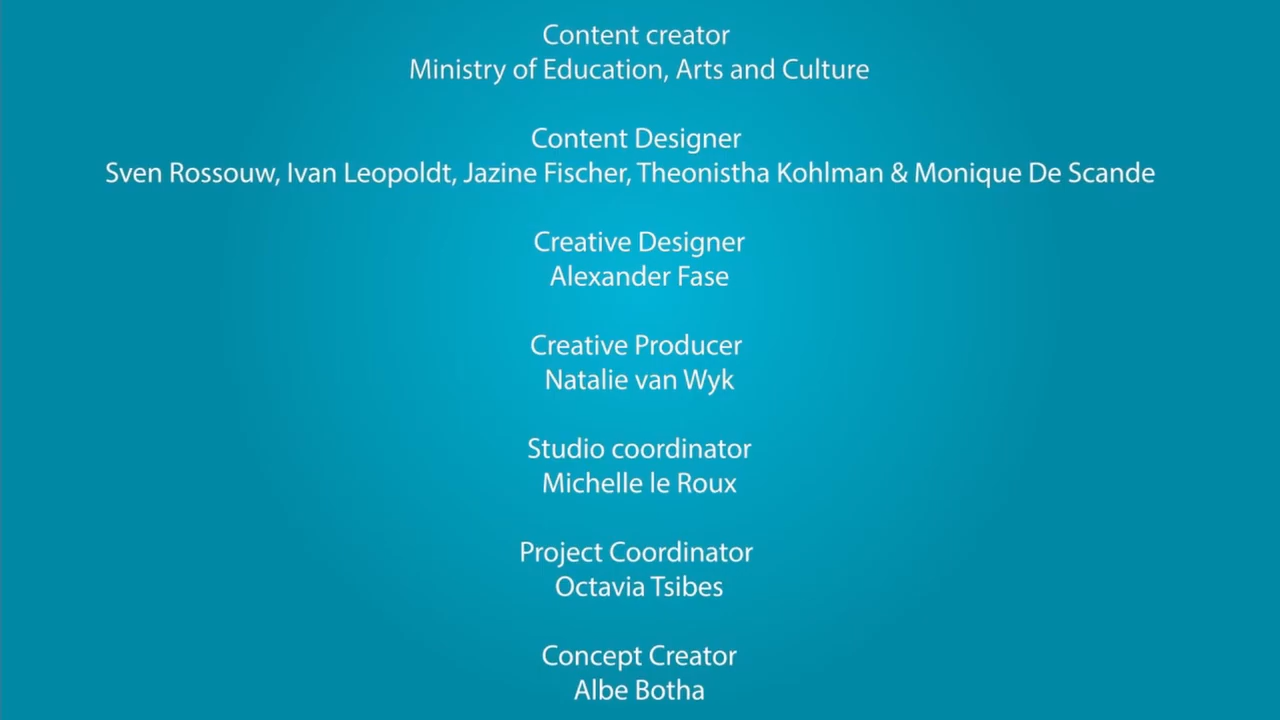 Content creator
Ministry of Education, Arts and Culture
Content Designer
Sven Rossouw, Ivan Leopoldt, Jazine Fischer, Theonistha Kohlman & Monique De Scande
Creative Designer
Alexander Fase
Creative Producer
Natalie van Wyk
Studio coordinator
Michelle le Roux
Project Coordinator
Octavia Tsibes
Concept Creator
Albe Botha